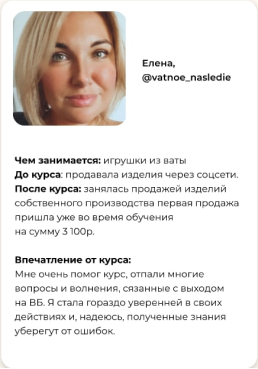 Елена,
@vatnoe_nasledie
Чем занимается: игрушки из ваты
До курса: продавала изделия через соцсети.
После курса: занялась продажей изделий
собственного производства первая продажа
пришла уже во время обучения
на сумму 3 100р.
Впечатление от курса:
Мне очень помог курс, отпали многие
вопросы и волнения, сязанные с выходом
на ВБ. Я стала гораздо уверенней в своих
действиях и, надеюсь, полученные знания
уберегут от ошибок.